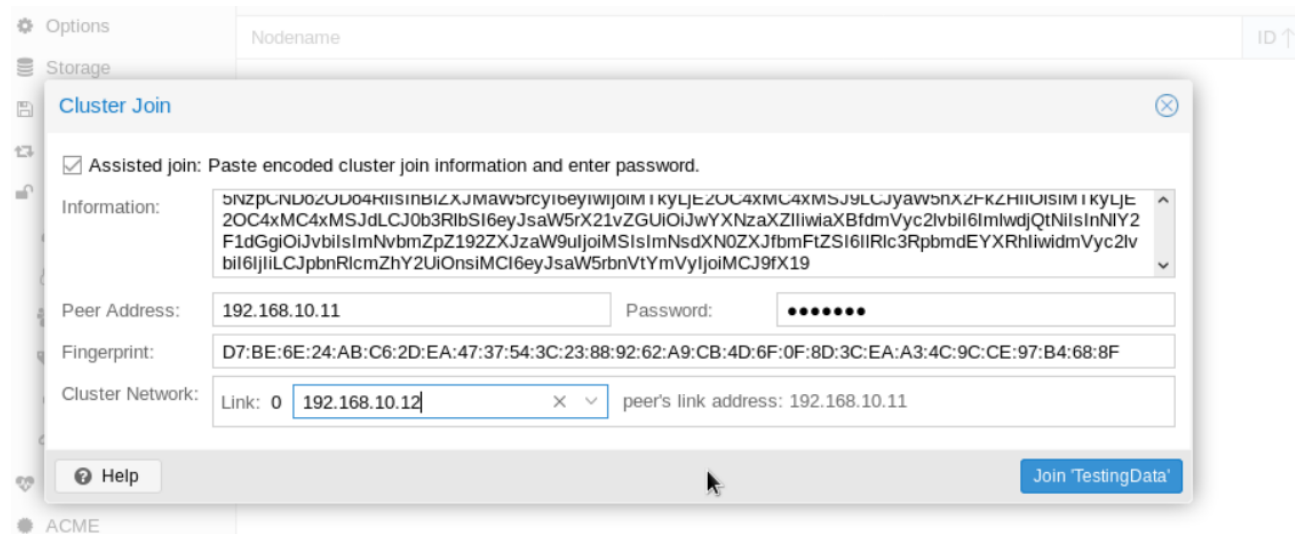 Options
Nodename
ID
Storage
Cluster Join
Assisted join: Paste encoded cluster join information and enter password.
Information:
2OC4xMC4xMSJdLCJ0b3RlbSI6eyJsaW5rX21vZGUiOiJwYXNzaXZlIiwiaXBfdmVyc2lvbiI6ImlwdjQtNiIsInNlY2
F1dGgiOiJvbiIsImNvbmZpZ192ZXJzaW9uIjoiMSIsImNsdXN0ZXJfbmFtZSI6IlRlc3RpbmdEYXRhIiwidmVyc2lv
biI6IjIiLCJpbnRlcmZhY2UiOnsiMCI6eyJsaW5rbnVtYmVyIjoiMCJ9fX19
Peer Address: 192.168.10.11 Password: ●●●●●●●
Fingerprint: D7:BE:6E:24:AB:C6:2D:EA:47:37:54:3C:23:88:92:62:A9:CB:4D:6F:0F:8D:3C:EA:A3:4C:9C:CE:97:B4:68:8F
Cluster Network: Link: 0 192.168.10.12 peer's link address: 192.168.10.11
Help
Join 'TestingData'
ACME